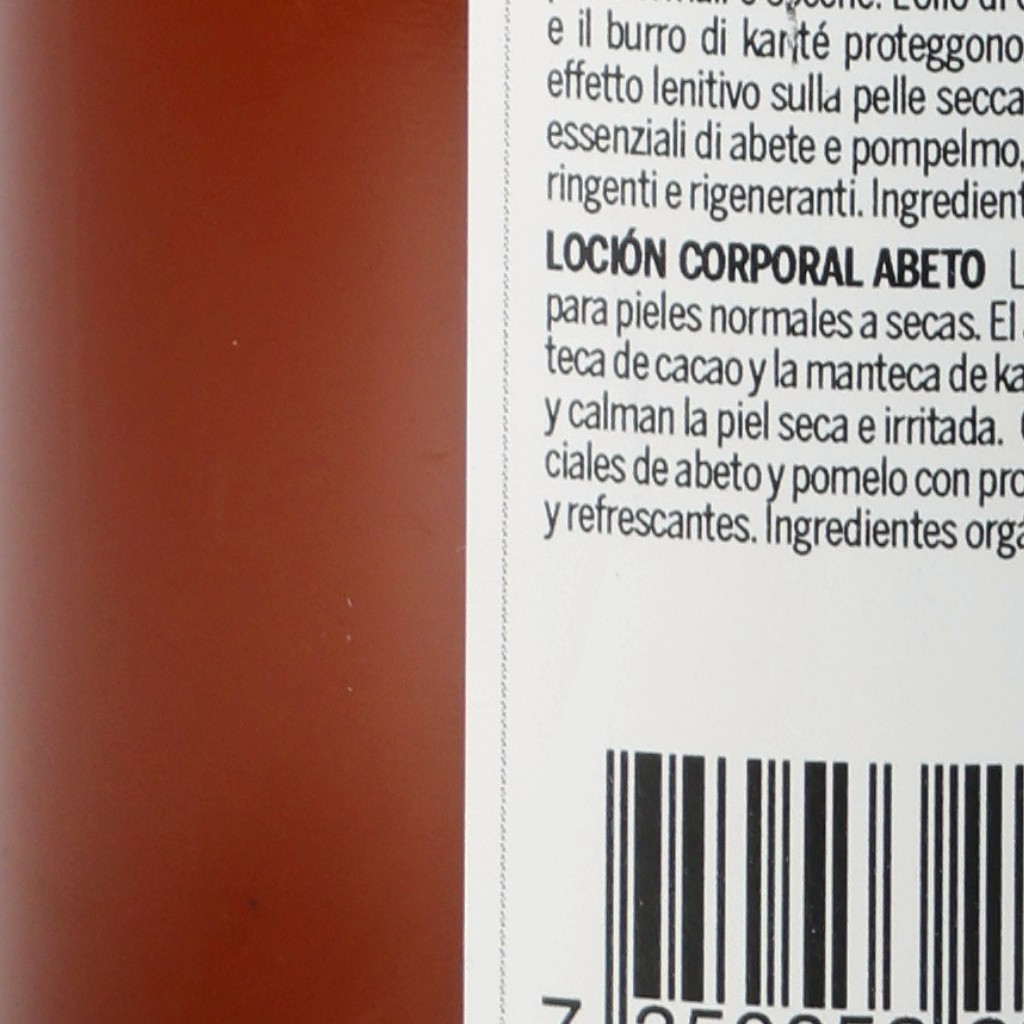 e il burro di karité proteggono
effetto lenitivo sulla pelle secca
essenziali di abete e pompelmo,
ringenti e rigeneranti.
LOCIÓN CORPORAL ABETO
para pieles normales a secas. El
teca de cacao y la manteca de ka
y calman la piel seca e irritada.
ciales de abeto y pomelo con pro
y refrescantes. Ingredientes orgá